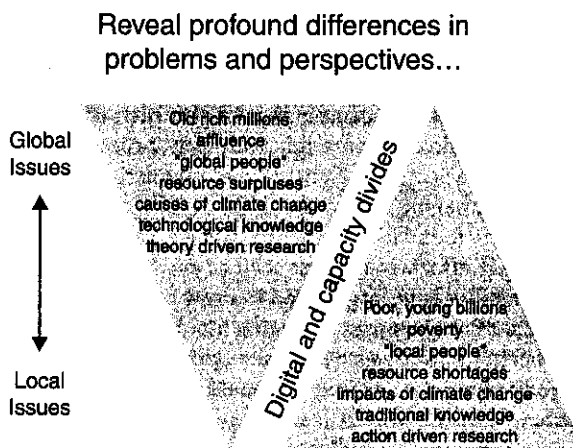 Reveal profound differences in
problems and perspectives...
Global
Issues
Local
Issues
Old rich millions
affluence
"global people"
resource surpluses
causes of climate change
technological knowledge
theory driven research
Digital and capacity divides
Poor, young billions
poverty
"local people"
resource shortages
impacts of climate change
traditional knowledge
action driven research